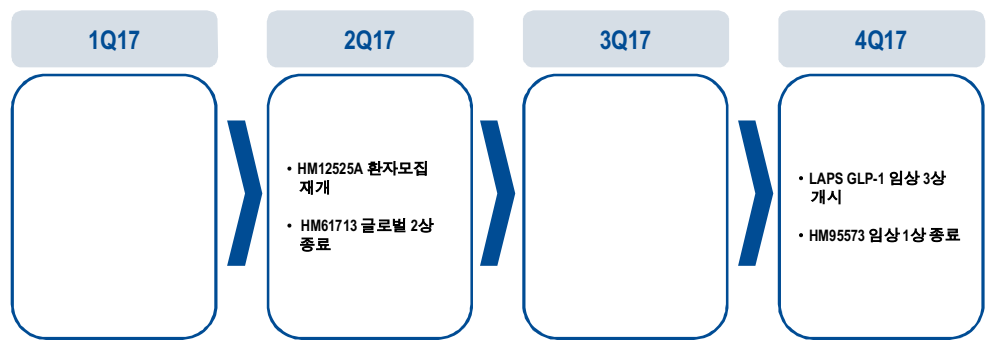 1Q17
2Q17
3Q17
4Q17
• HM12525A 환자모집
재개
• HM61713 글로벌 2상
종료
• LAPS GLP-1 임상 3상
개시
• HM95573 임상 1상 종료